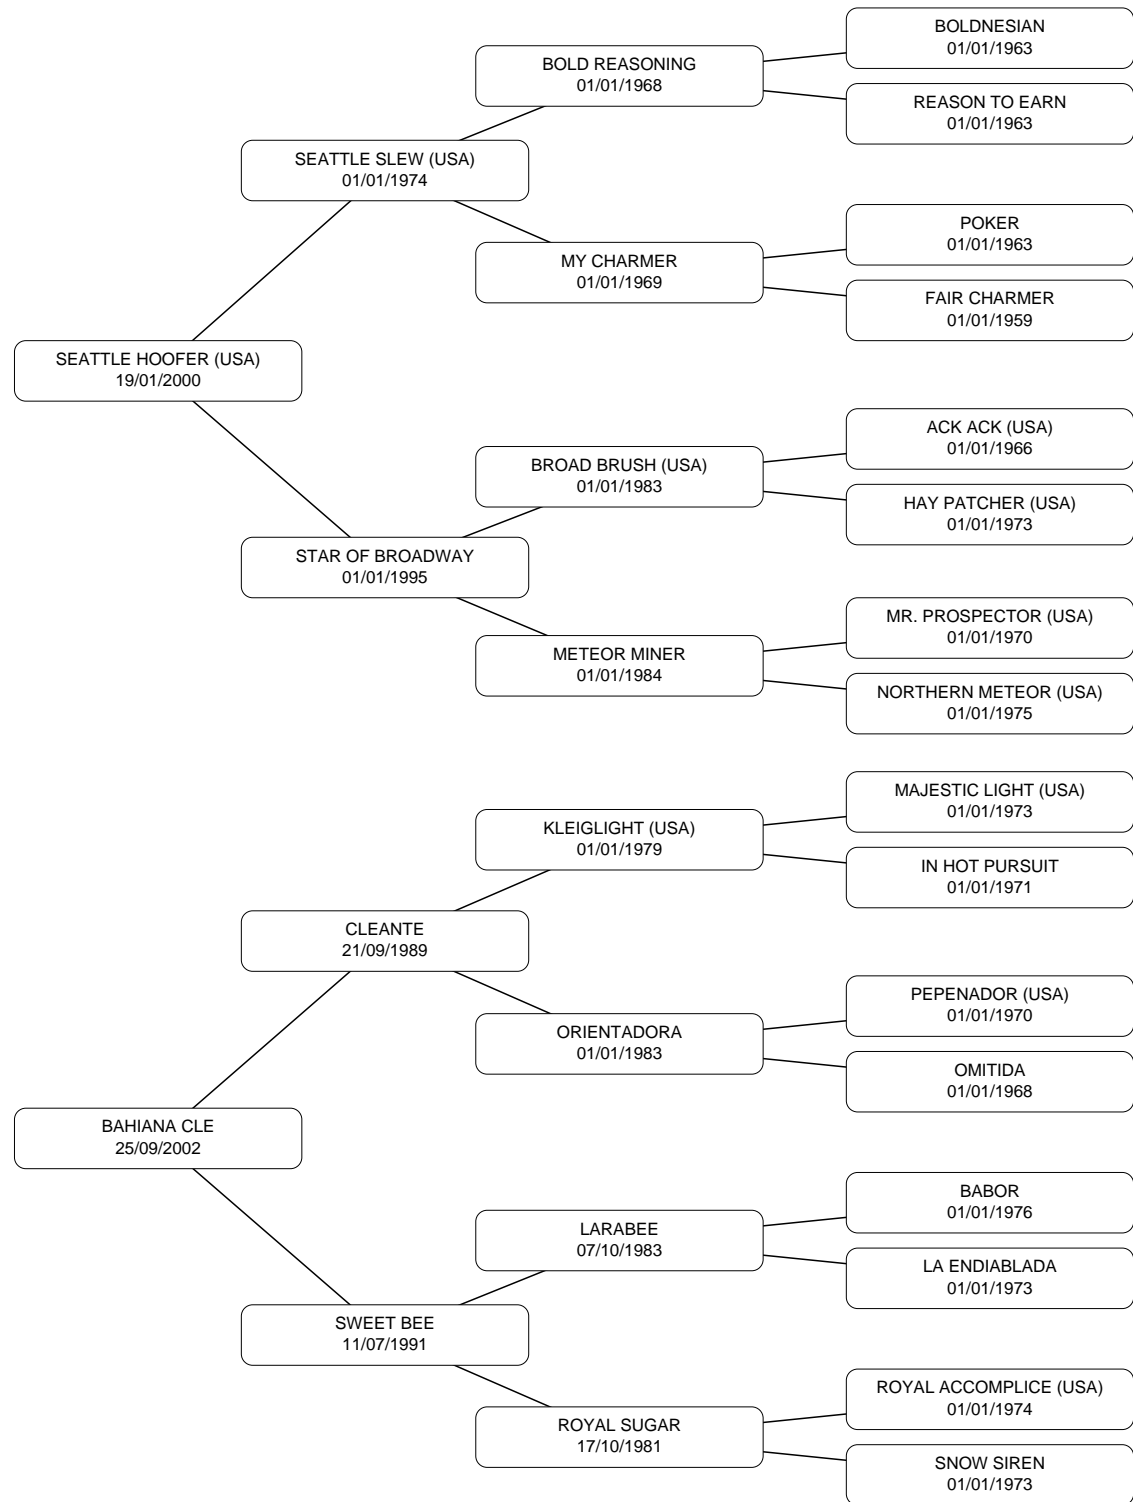 BOLDNESIAN
01/01/1963
BOLD REASONING
01/01/1968
REASON TO EARN
01/01/1963
SEATTLE SLEW (USA)
01/01/1974
POKER
01/01/1963
MY CHARMER
01/01/1969
FAIR CHARMER
01/01/1959
SEATTLE HOOFER (USA)
19/01/2000
ACK ACK (USA)
01/01/1966
BROAD BRUSH (USA)
01/01/1983
HAY PATCHER (USA)
01/01/1973
STAR OF BROADWAY
01/01/1995
MR. PROSPECTOR (USA)
01/01/1970
METEOR MINER
01/01/1984
NORTHERN METEOR (USA)
01/01/1975
MAJESTIC LIGHT (USA)
01/01/1973
KLEIGLIGHT (USA)
01/01/1979
IN HOT PURSUIT
01/01/1971
CLEANTE
21/09/1989
PEPENADOR (USA)
01/01/1970
ORIENTADORA
01/01/1983
OMITIDA
01/01/1968
BAHIANA CLE
25/09/2002
BABOR
01/01/1976
LARABEE
07/10/1983
LA ENDIABLADA
01/01/1973
SWEET BEE
11/07/1991
ROYAL ACCOMPLICE (USA)
01/01/1974
ROYAL SUGAR
17/10/1981
SNOW SIREN
01/01/1973